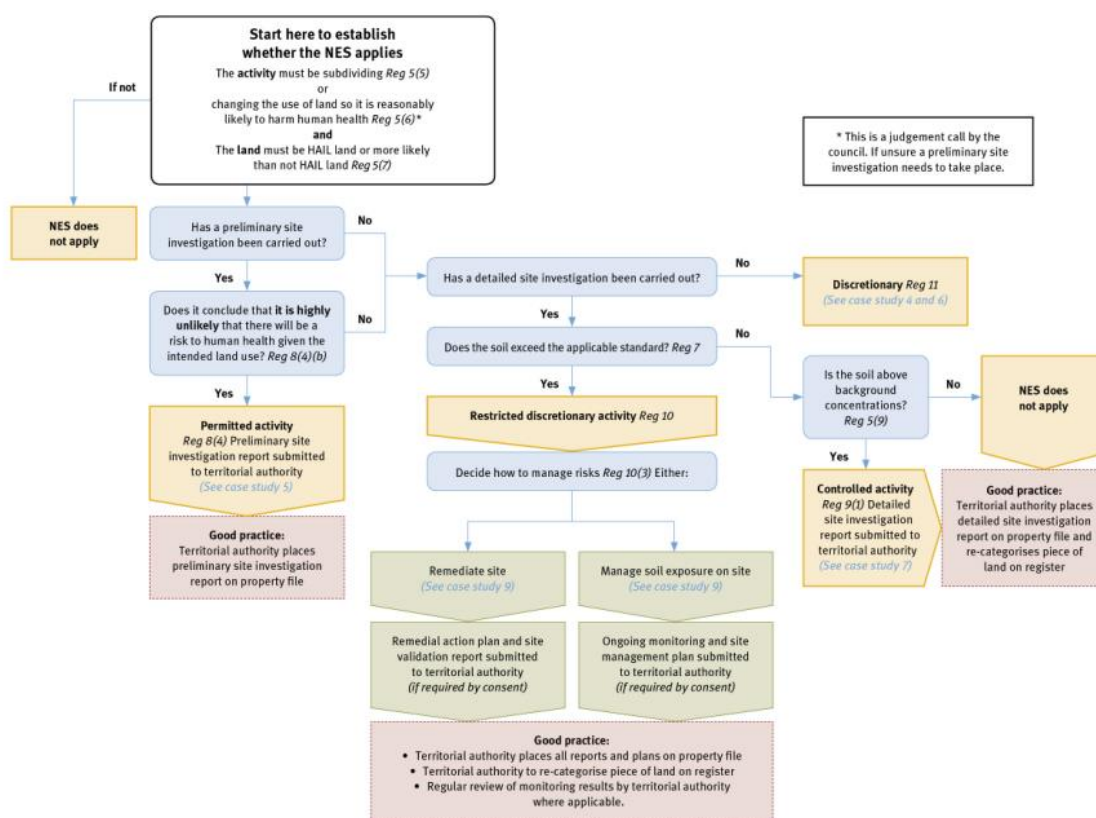 Start here to establish
whether the NES applies
The activity must be subdividing Reg 5(5)
or
changing the use of land so it is reasonably
likely to harm human health Reg 5(6)*
and
The land must be HAIL land or more likely
than not HAIL land Reg 5(7)
If not
* This is a judgement call by the
council. If unsure a preliminary site
investigation needs to take place.
NES does
not apply
Has a preliminary site
investigation been carried out?
No
Yes
Does it conclude that it is highly
unlikely that there will be a
risk to human health given the
intended land use? Reg 8(4)(b)
No
Yes
Permitted activity
Reg 8(4) Preliminary site
investigation report submitted
to territorial authority
(See case study 5)
Good practice:
Territorial authority places
preliminary site investigation
report on property file
Has a detailed site investigation been carried out?
No
Discretionary Reg 11
(See case study 4 and 6)
Yes
Does the soil exceed the applicable standard? Reg 7
No
Yes
Restricted discretionary activity Reg 10
Decide how to manage risks Reg 10(3) Either:
Is the soil above
background
concentrations?
Reg 5(9)
No
NES does
not apply
Yes
Controlled activity
Reg 9(1) Detailed
site investigation
report submitted to
territorial authority
(See case study 7)
Good practice:
Territorial authority places
detailed site investigation
report on property file and
re-categorises piece of
land on register
Remediate site
(See case study 9)
Manage soil exposure on site
(See case study 9)
Remedial action plan and site
validation report submitted
to territorial authority
(if required by consent)
Ongoing monitoring and site
management plan submitted
to territorial authority
(if required by consent)
Good practice:
• Territorial authority places all reports and plans on property file
• Territorial authority to re-categorise piece of land on register
• Regular review of monitoring results by territorial authority
where applicable.